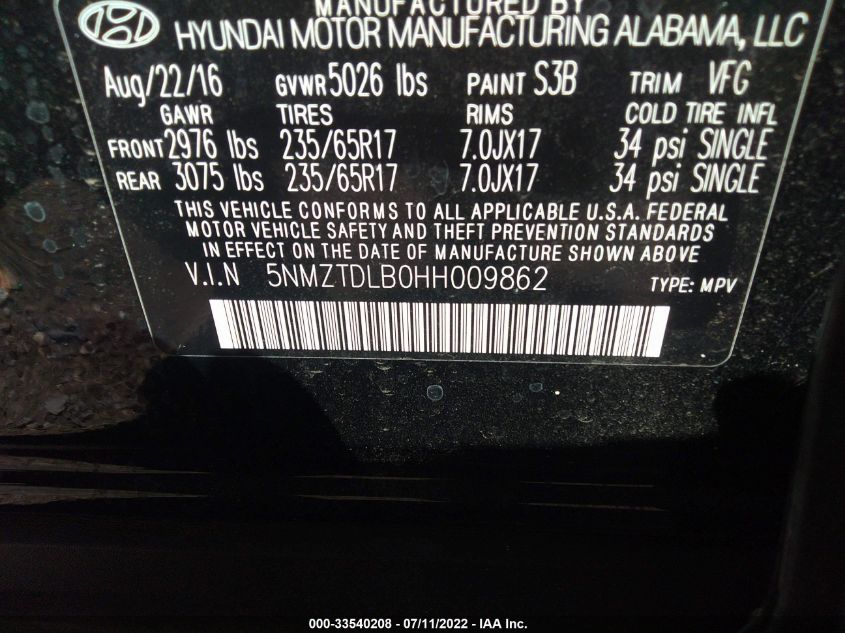 MANUFACTURED BY
HYUNDAI MOTOR MANUFACTURING ALABAMA, LLC
Aug/22/16 GVWR 5026 lbs PAINT S3B TRIM VFG
GAWR TIRES RIMS COLD TIRE INFL
FRONT 2976 lbs 235/65R17 7.0JX17 34 psi SINGLE
REAR 3075 lbs 235/65R17 7.0JX17 34 psi SINGLE
THIS VEHICLE CONFORMS TO ALL APPLICABLE U.S.A. FEDERAL
MOTOR VEHICLE SAFETY AND THEFT PREVENTION STANDARDS
IN EFFECT ON THE DATE OF MANUFACTURE SHOWN ABOVE
V.I.N 5NMZTDLB0HH009862 TYPE: MPV
000-33540208 - 07/11/2022 - IAA Inc.